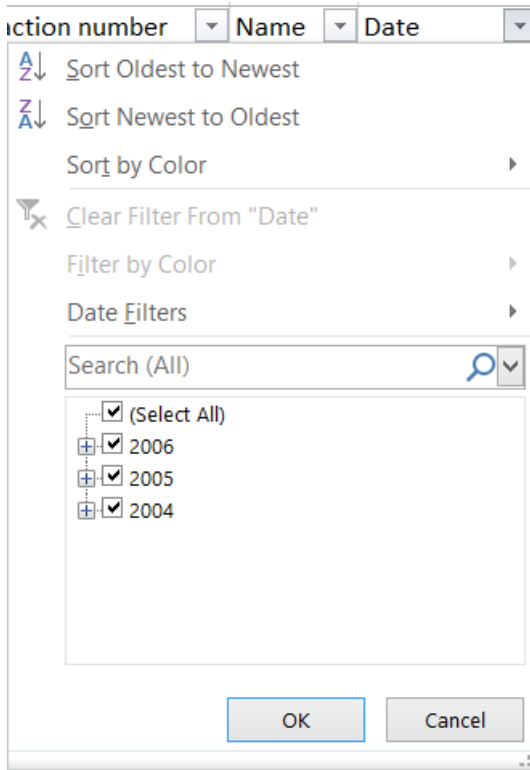 action number Name Date
Sort Oldest to Newest
Sort Newest to Oldest
Sort by Color
Clear Filter From "Date"
Filter by Color
Date Filters
Search (All)
(Select All)
2006
2005
2004
OK Cancel